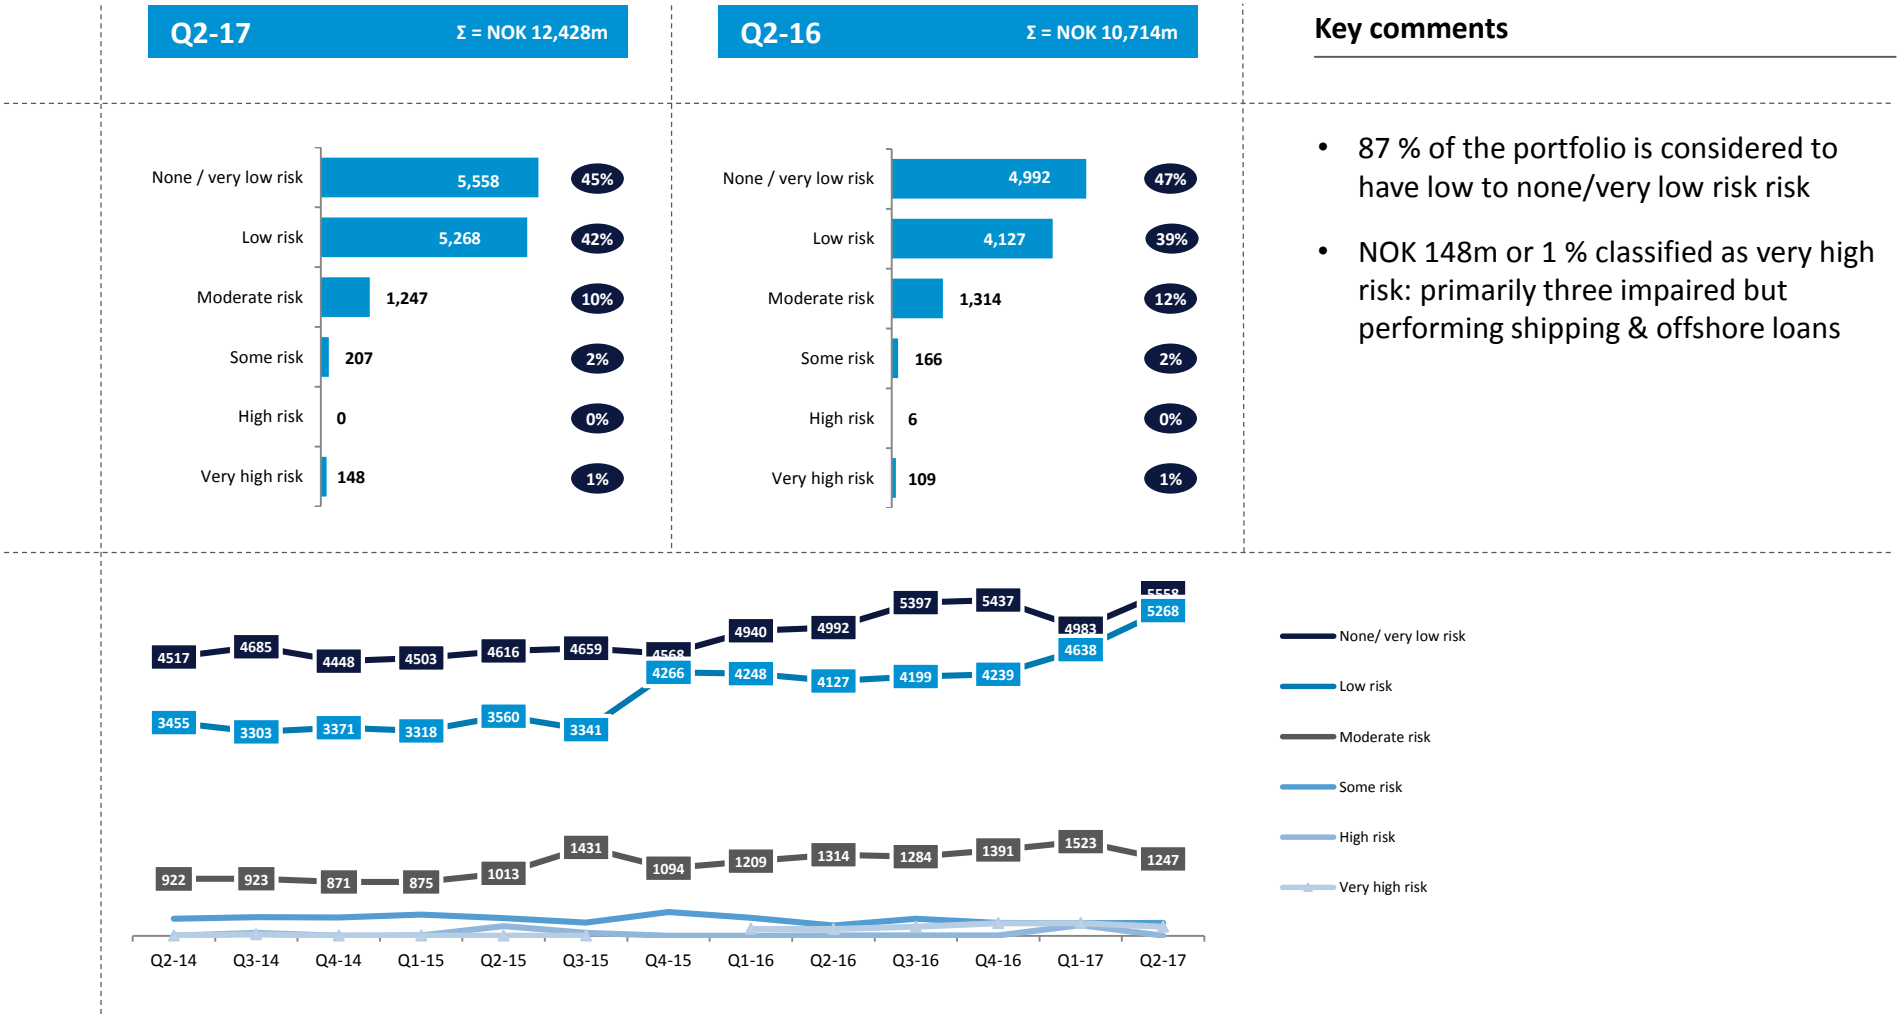 Q2-17 Σ = NOK 12,428m
Q2-16 Σ = NOK 10,714m
Key comments
None / very low risk 5,558 45%
Low risk 5,268 42%
Moderate risk 1,247 10%
Some risk 207 2%
High risk 0 0%
Very high risk 148 1%
None / very low risk 4,992 47%
Low risk 4,127 39%
Moderate risk 1,314 12%
Some risk 166 2%
High risk 6 0%
Very high risk 109 1%
• 87 % of the portfolio is considered to
have low to none/very low risk risk
• NOK 148m or 1 % classified as very high
risk: primarily three impaired but
performing shipping & offshore loans
4517 4685 4448 4503 4616 4659 4568 4940 4992 5397 5437 4983 5558
3455 3303 3371 3318 3560 3341 4266 4248 4127 4199 4239 4638 5268
922 923 871 875 1013 1431 1094 1209 1314 1284 1391 1523 1247
Q2-14 Q3-14 Q4-14 Q1-15 Q2-15 Q3-15 Q4-15 Q1-16 Q2-16 Q3-16 Q4-16 Q1-17 Q2-17
None/ very low risk
Low risk
Moderate risk
Some risk
High risk
Very high risk